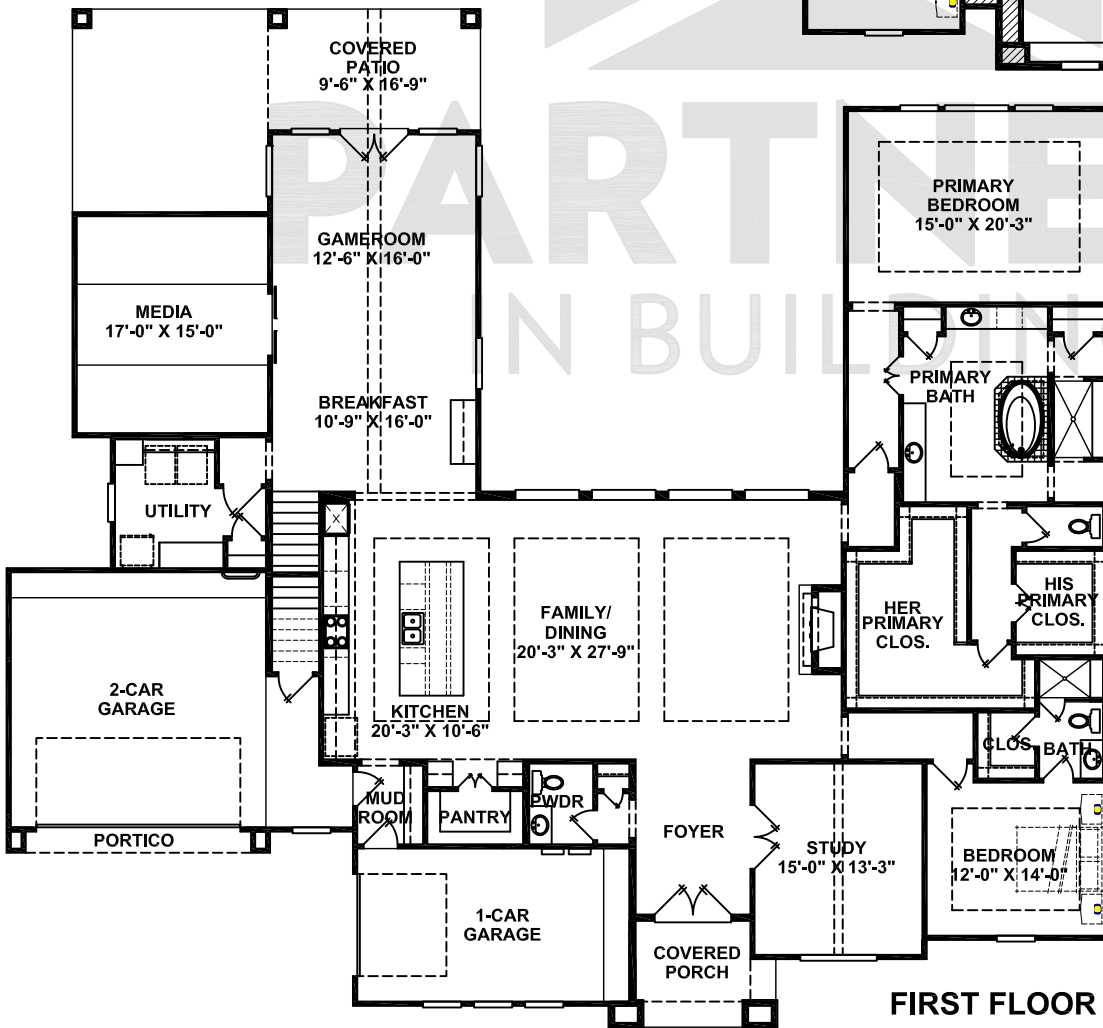 COVERED
PATIO
9'-6" X 16'-9"
PARTNE
IN BUILDING
PRIMARY
BEDROOM
15'-0" X 20'-3"
GAMEROOM
12'-6" X 16'-0"
MEDIA
17'-0" X 15'-0"
PRIMARY
BATH
BREAKFAST
10'-9" X 16'-0"
UTILITY
HER
PRIMARY
CLOS.
HIS
PRIMARY
CLOS.
FAMILY/
DINING
20'-3" X 27'-9"
2-CAR
GARAGE
KITCHEN
20'-3" X 10'-6"
CLOS.
BATH
MUD
ROOM
PANTRY
PWDR
FOYER
PORTICO
STUDY
15'-0" X 13'-3"
BEDROOM
12'-0" X 14'-0"
1-CAR
GARAGE
COVERED
PORCH
FIRST FLOOR